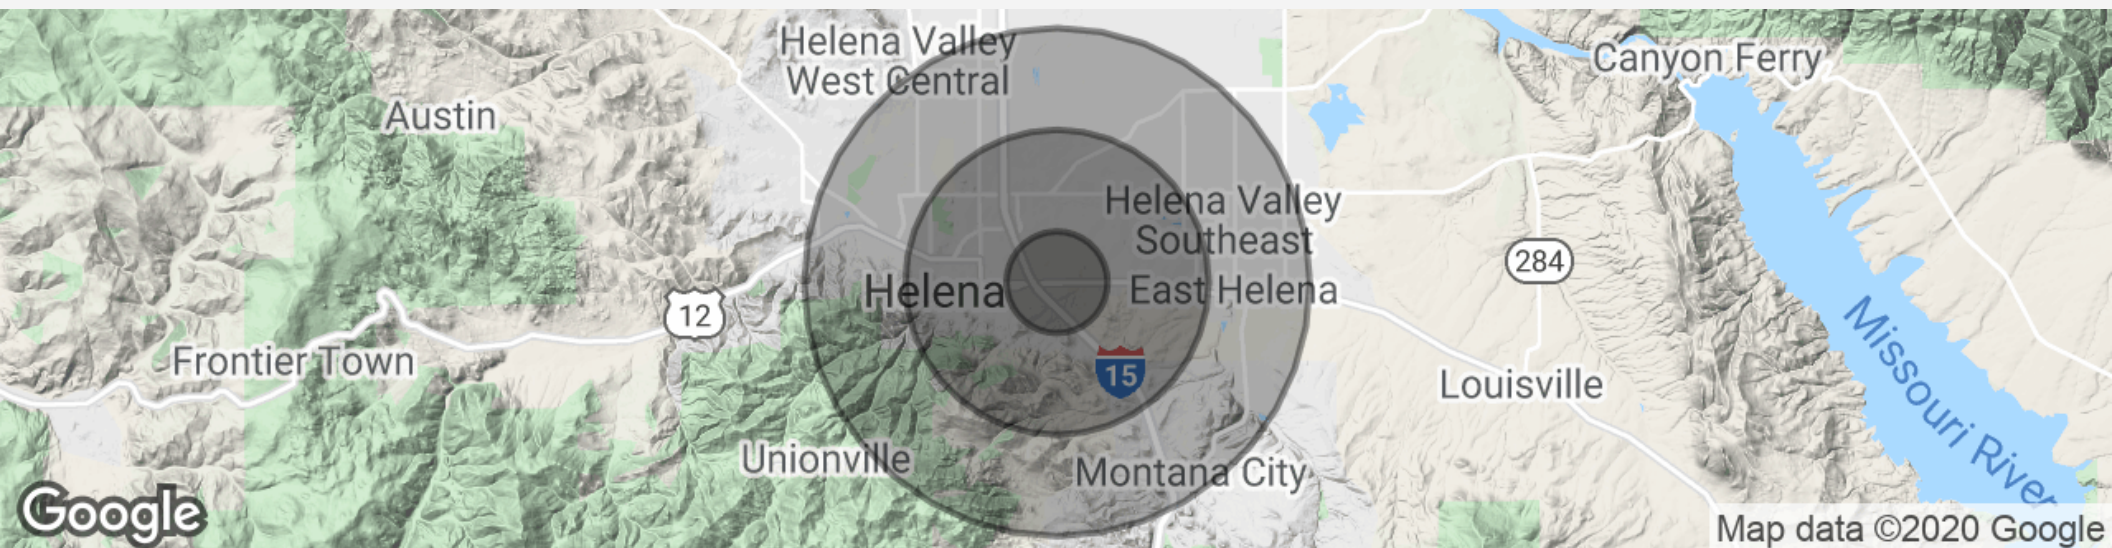 Helena Valley
West Central
Canyon Ferry
Austin
Helena Valley
Southeast
284
Helena
East Helena
12
Frontier Town
15
Louisville
Missouri River
Unionville
Montana City
Google
Map data ©2020 Google